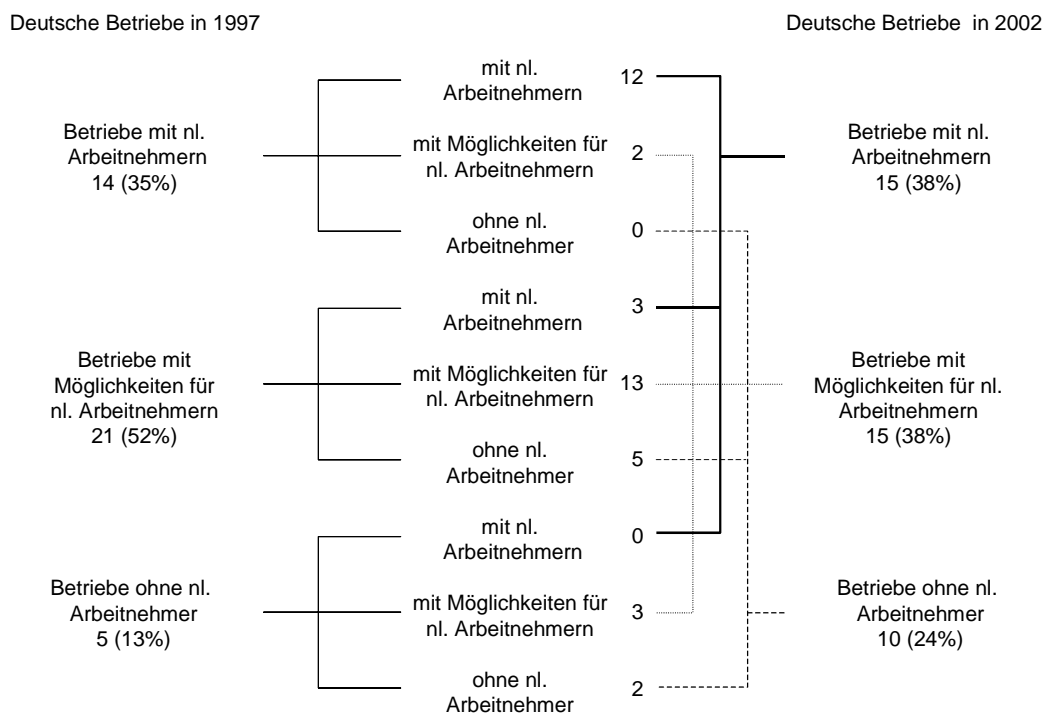 Deutsche Betriebe in 1997
Deutsche Betriebe in 2002
Betriebe mit nl.
Arbeitnehmern
14 (35%)
mit nl.
Arbeitnehmern
12
mit Möglichkeiten für
nl. Arbeitnehmern
2
ohne nl.
Arbeitnehmer
0
Betriebe mit
Möglichkeiten für
nl. Arbeitnehmern
21 (52%)
mit nl.
Arbeitnehmern
3
mit Möglichkeiten für
nl. Arbeitnehmern
13
ohne nl.
Arbeitnehmer
5
Betriebe ohne nl.
Arbeitnehmer
5 (13%)
mit nl.
Arbeitnehmern
0
mit Möglichkeiten für
nl. Arbeitnehmern
3
ohne nl.
Arbeitnehmer
2
Betriebe mit nl.
Arbeitnehmern
15 (38%)
Betriebe mit
Möglichkeiten für nl.
Arbeitnehmern
15 (38%)
Betriebe ohne nl.
Arbeitnehmer
10 (24%)